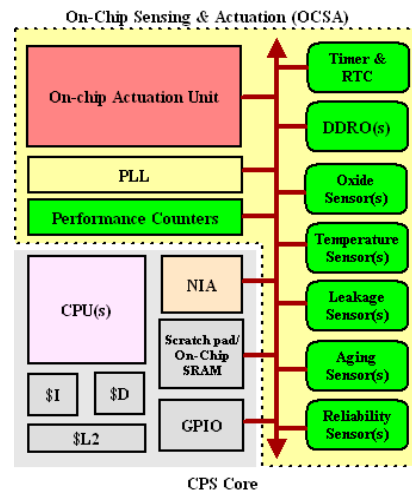 On-Chip Sensing & Actuation (OCSA)
On-chip Actuation Unit
PLL
Performance Counters
Timer &
RTC
DDRO(s)
Oxide
Sensor(s)
Temperature
Sensor(s)
Leakage
Sensor(s)
Aging
Sensor(s)
Reliability
Sensor(s)
CPU(s)
NIA
Scratch pad/
On-Chip
SRAM
$I
$D
$L2
GPIO
CPS Core